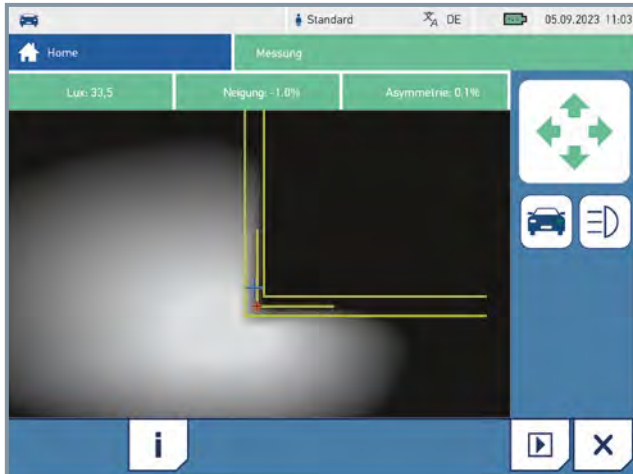 Standard
DE
05.09.2023 11:03
Home
Messung
Lux: 33,5
Neigung: -1.0%
Asymmetrie: 0.1%
i